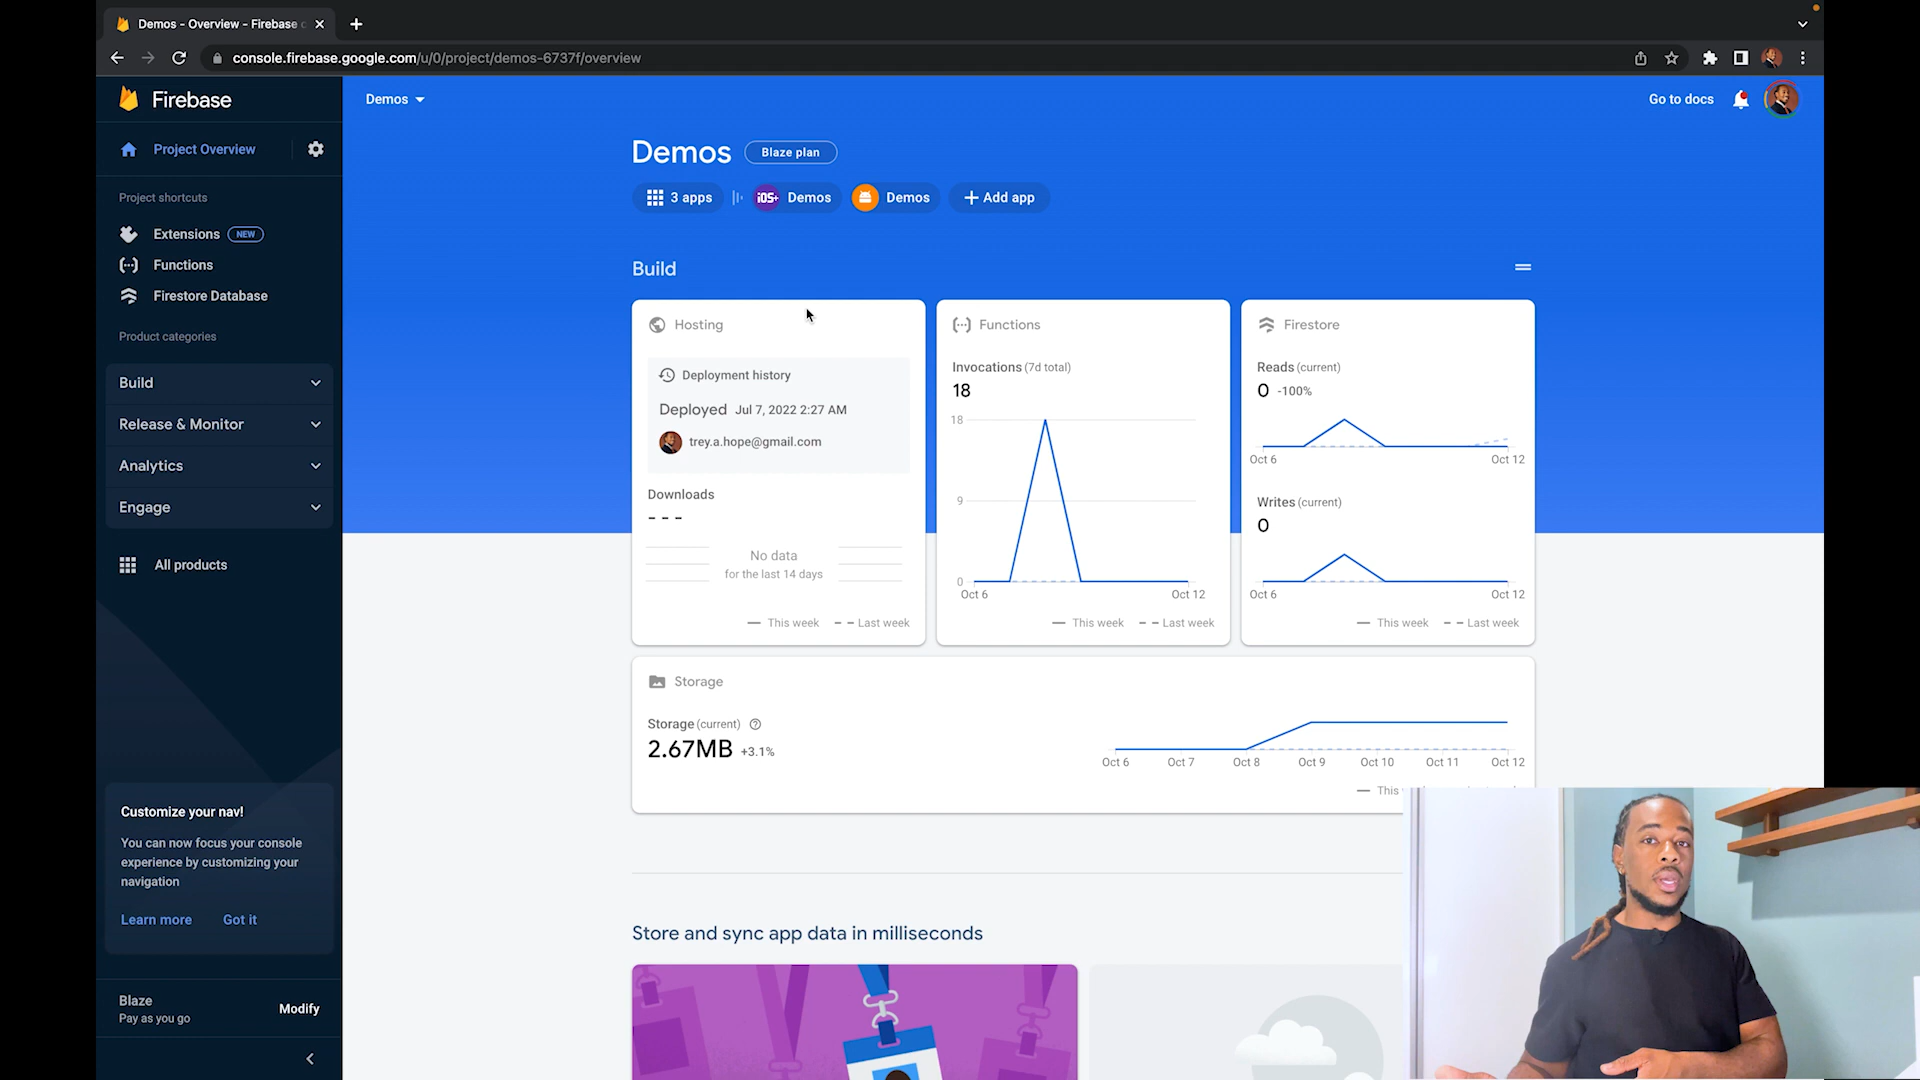 Demos - Overview - Firebase c
console.firebase.google.com/u/0/project/demos-6737f/overview
Firebase
Demos
Go to docs
Project Overview
Demos
Blaze plan
3 apps
iOS+
Demos
Demos
Add app
Project shortcuts
Extensions
NEW
Functions
Firestore Database
Product categories
Build
Release & Monitor
Analytics
Engage
All products
Customize your nav!
You can now focus your console
experience by customizing your
navigation
Learn more
Got it
Blaze
Pay as you go
Modify
Build
Hosting
Deployment history
Deployed Jul 7, 2022 2:27 AM
trey.a.hope@gmail.com
Downloads
- - -
No data
for the last 14 days
This week
Last week
Functions
Invocations (7d total)
18
18
9
0
Oct 6
Oct 12
This week
Last week
Firestore
Reads (current)
0 -100%
Oct 6
Oct 12
Writes (current)
0
Oct 6
Oct 12
This week
Last week
Storage
Storage (current)
2.67MB +3.1%
Oct 6
Oct 7
Oct 8
Oct 9
Oct 10
Oct 11
Oct 12
This
Store and sync app data in milliseconds